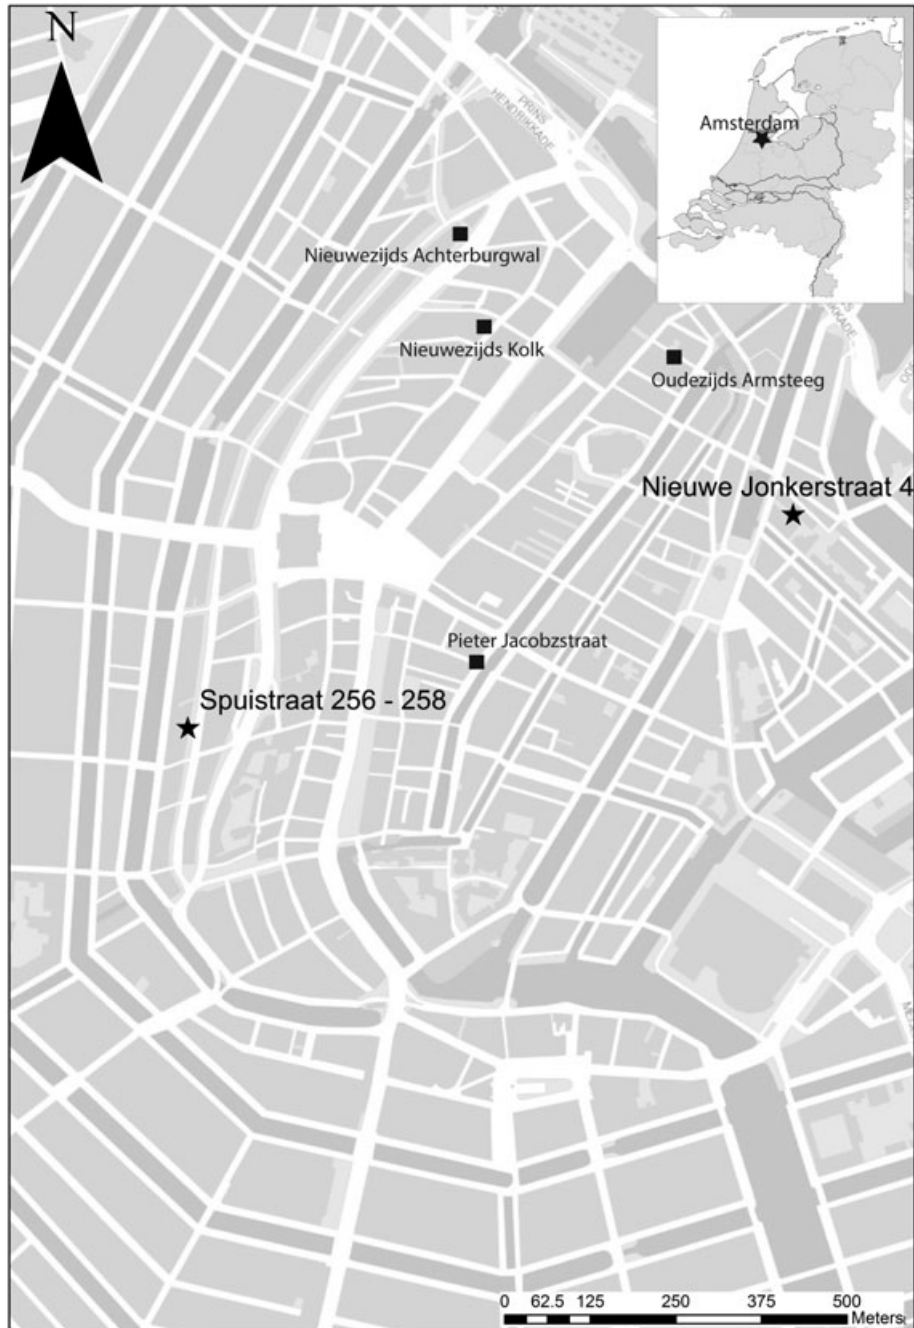 N
PRINS
HENDRIKKADE
Amsterdam
Nieuwezijds Achterburgwal
Nieuwezijds Kolk
Oudezijds Armsteeg
Nieuwe Jonkerstraat 4
Pieter Jacobzstraat
Spuistraat 256 - 258
0 62.5 125 250 375 500
Meters